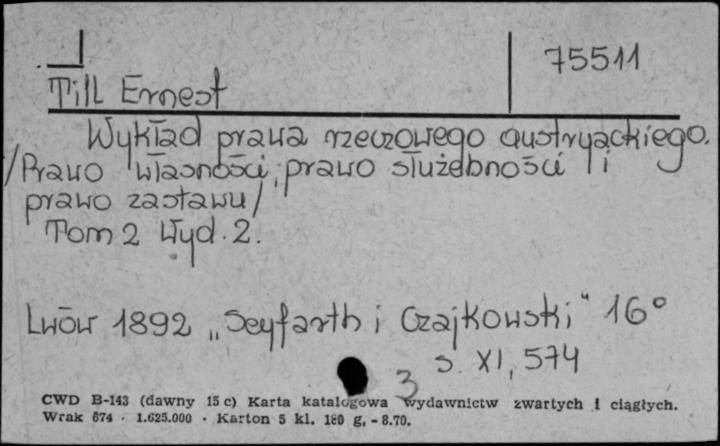 75511
Till Ernest
Wykład prawa rzeczowego austryackiego.
/Prawo własności, prawo służebności i
prawo zastawu/
Tom 2 Wyd. 2.
Lwów 1892 „Seyfarth i Czajkowski" 16°
s. XI, 574
3
CWD B-143 (dawny 15 c) Karta katalogowa wydawnictw zwartych i ciągłych.
Wrak 674 - 1.625.000 - Karton 5 kl. 180 g. - 8.70.